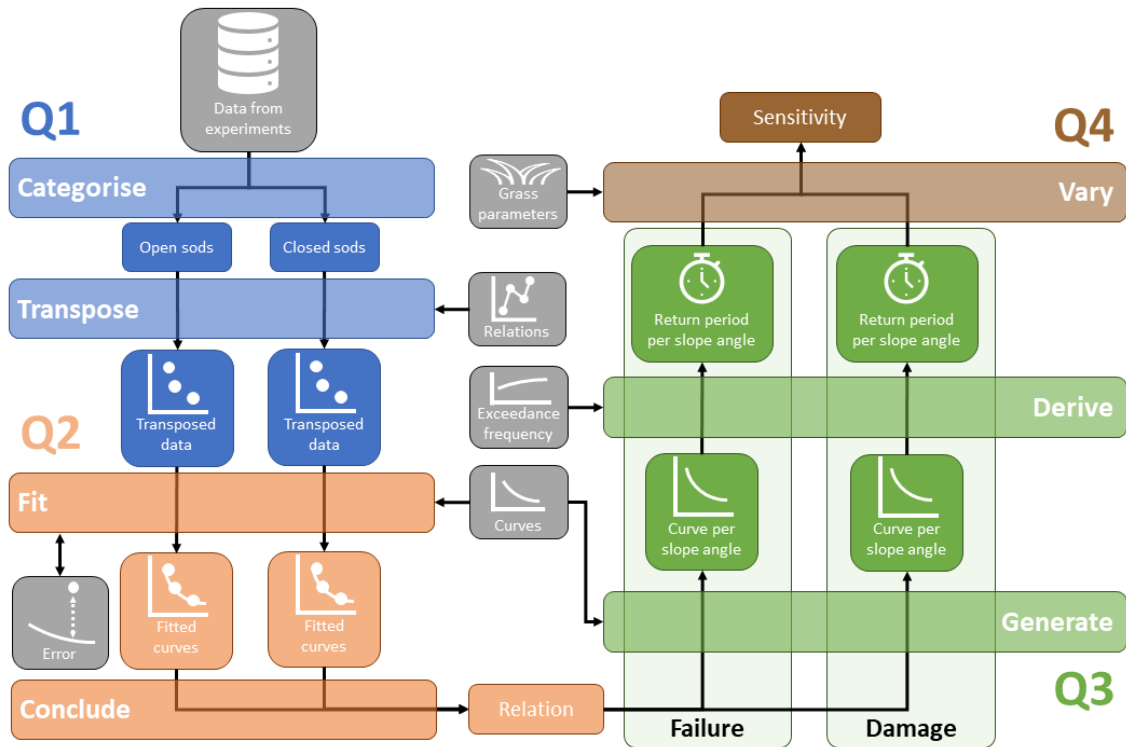 Q1
Data from
experiments
Categorise
Open sods
Closed sods
Transpose
Relations
Transposed
data
Transposed
data
Q2
Fit
Curves
Error
Fitted
curves
Fitted
curves
Conclude
Relation
Sensitivity
Q4
Grass
parameters
Vary
Return period
per slope angle
Return period
per slope angle
Exceedance
frequency
Derive
Curve per
slope angle
Curve per
slope angle
Generate
Q3
Failure
Damage